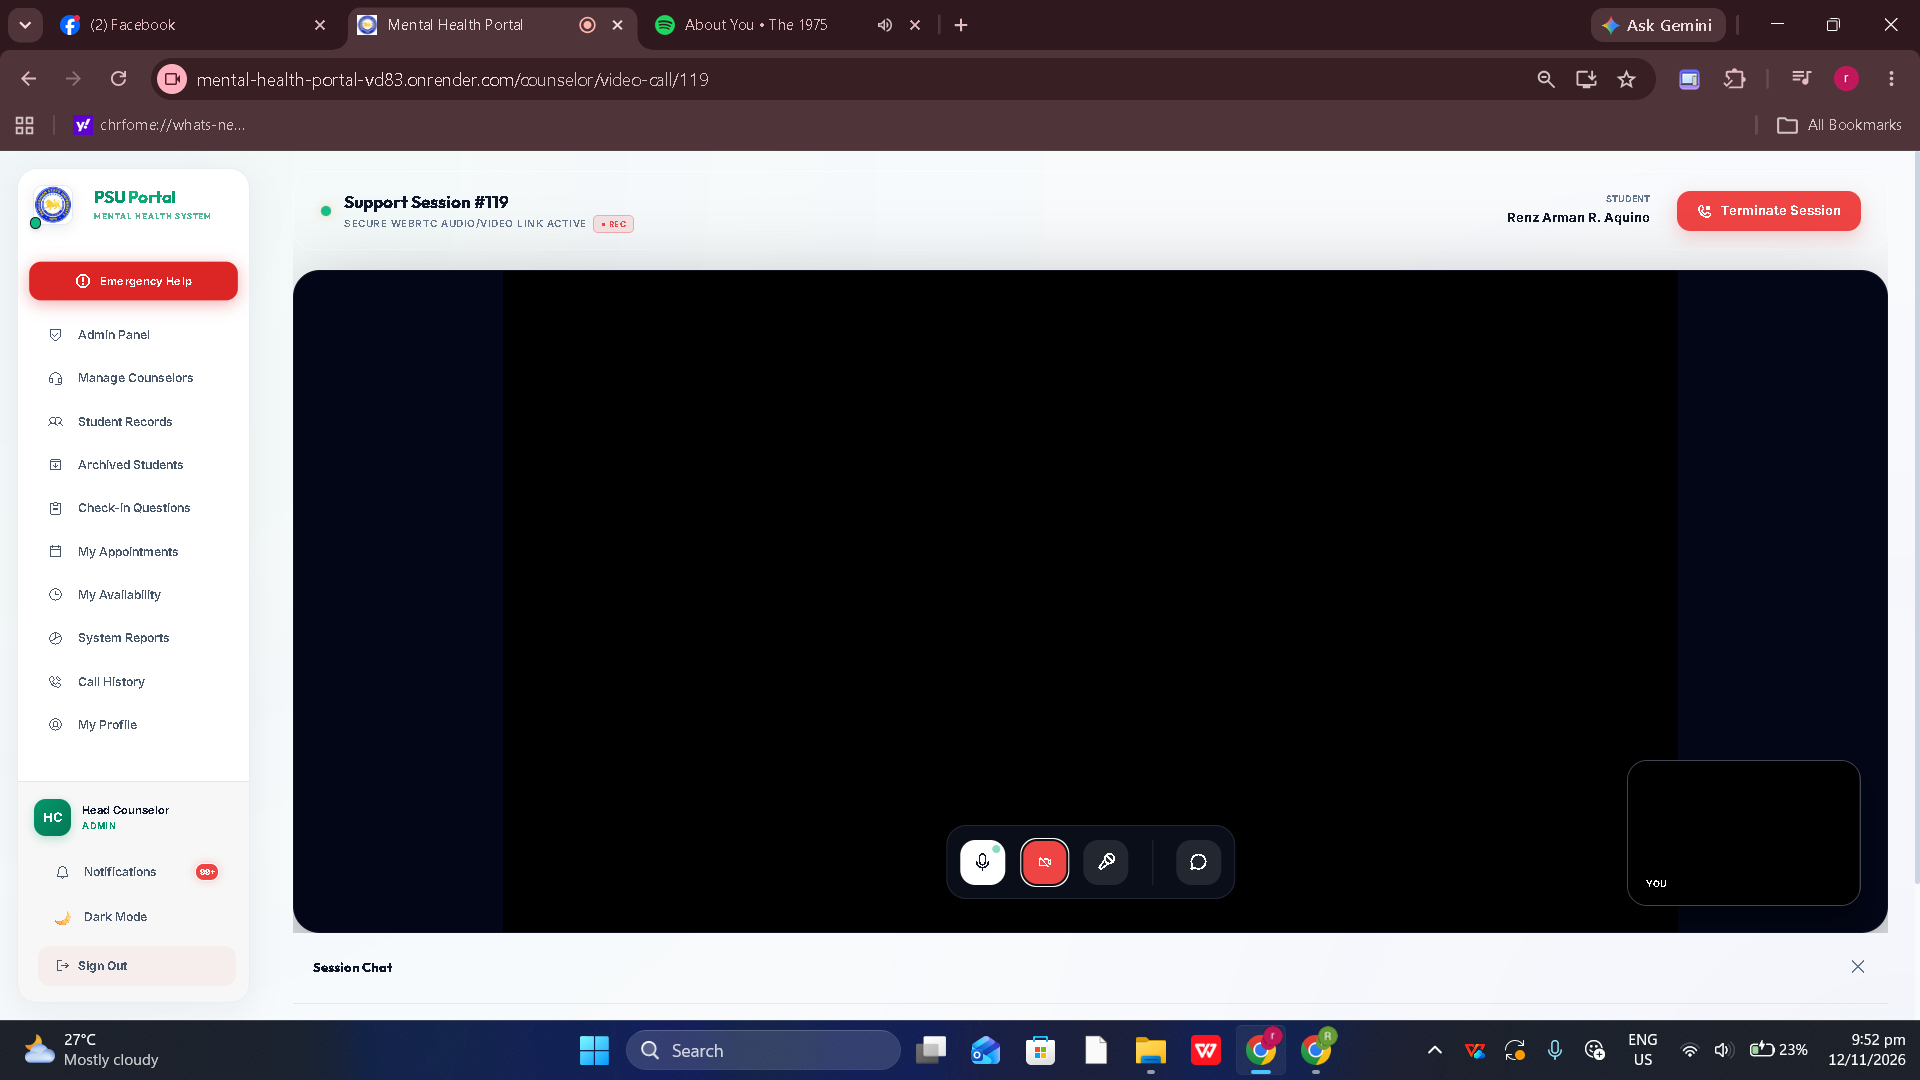 (2) Facebook
Mental Health Portal
About You • The 1975
Ask Gemini
mental-health-portal-vd83.onrender.com/counselor/video-call/119
r
y!
chrfome://whats-ne...
All Bookmarks
PSU Portal
MENTAL HEALTH SYSTEM
Emergency Help
Admin Panel
Manage Counselors
Student Records
Archived Students
Check-in Questions
My Appointments
My Availability
System Reports
Call History
My Profile
HC
Head Counselor
ADMIN
Notifications
99+
Dark Mode
Sign Out
Support Session #119
SECURE WEBRTC AUDIO/VIDEO LINK ACTIVE
• REC
STUDENT
Renz Arman R. Aquino
Terminate Session
YOU
Session Chat
27°C
Mostly cloudy
Search
W
r
R
ENG
US
23%
9:52 pm
12/11/2026